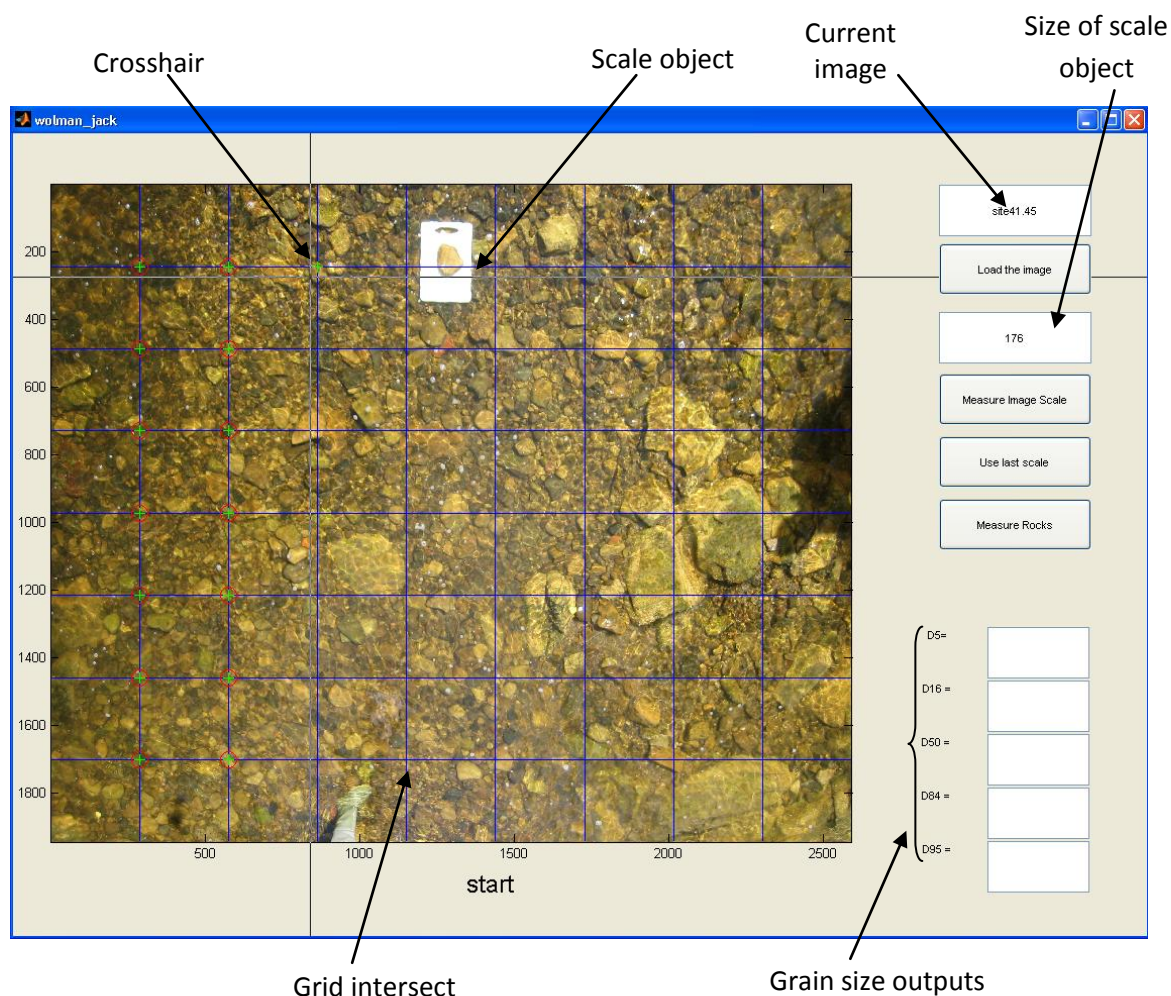 Crosshair
Scale object
Current
image
Size of scale
object
wolman_jack
site41.45
Load the image
176
Measure Image Scale
Use last scale
Measure Rocks
200
400
600
800
1000
1200
1400
1600
1800
500
1000
1500
2000
2500
start
D5=
D16 =
D50 =
D84 =
D95 =
Grid intersect
Grain size outputs